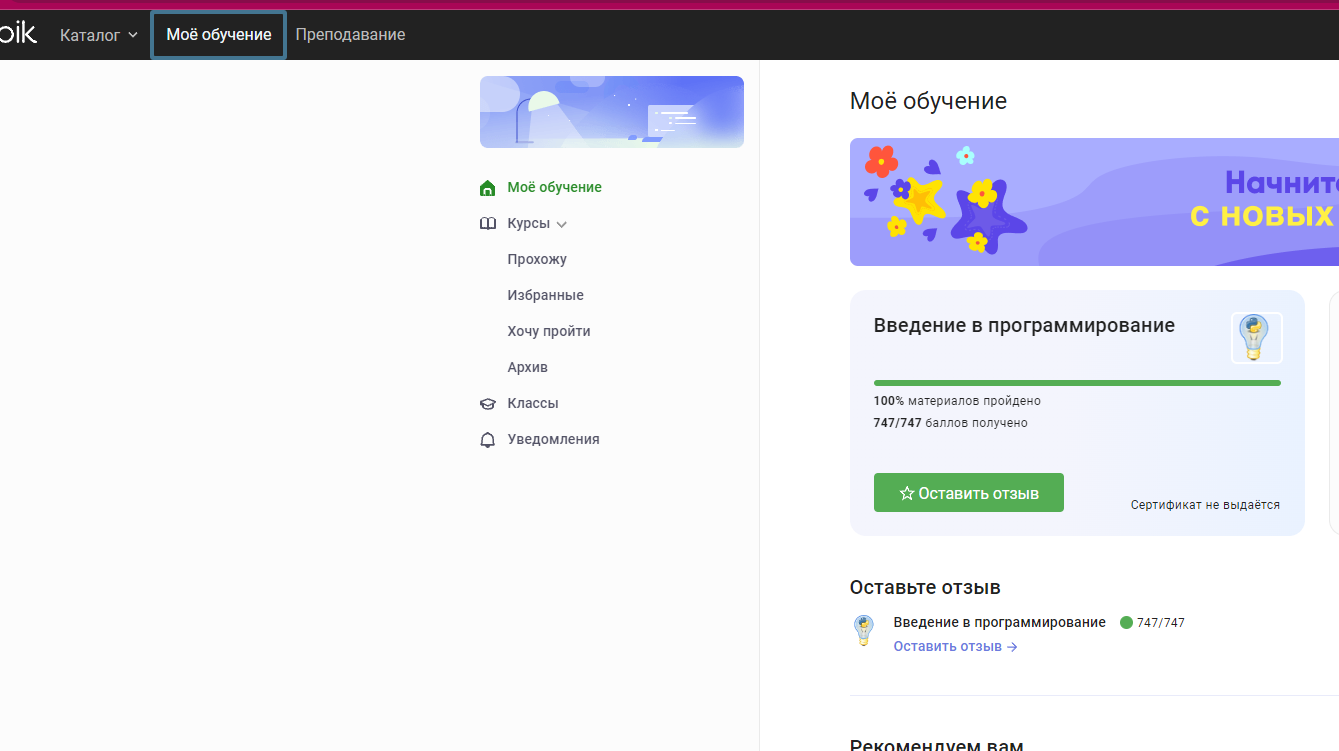 Каталог
Моё обучение
Преподавание
Моё обучение
Курсы
Прохожу
Избранные
Хочу пройти
Архив
Классы
Уведомления
Моё обучение
с новых
Введение в программирование
100% материалов пройдено
747/747 баллов получено
Оставить отзыв
Сертификат не выдаётся
Оставьте отзыв
Введение в программирование 747/747
Оставить отзыв →
Рекомендуем вам